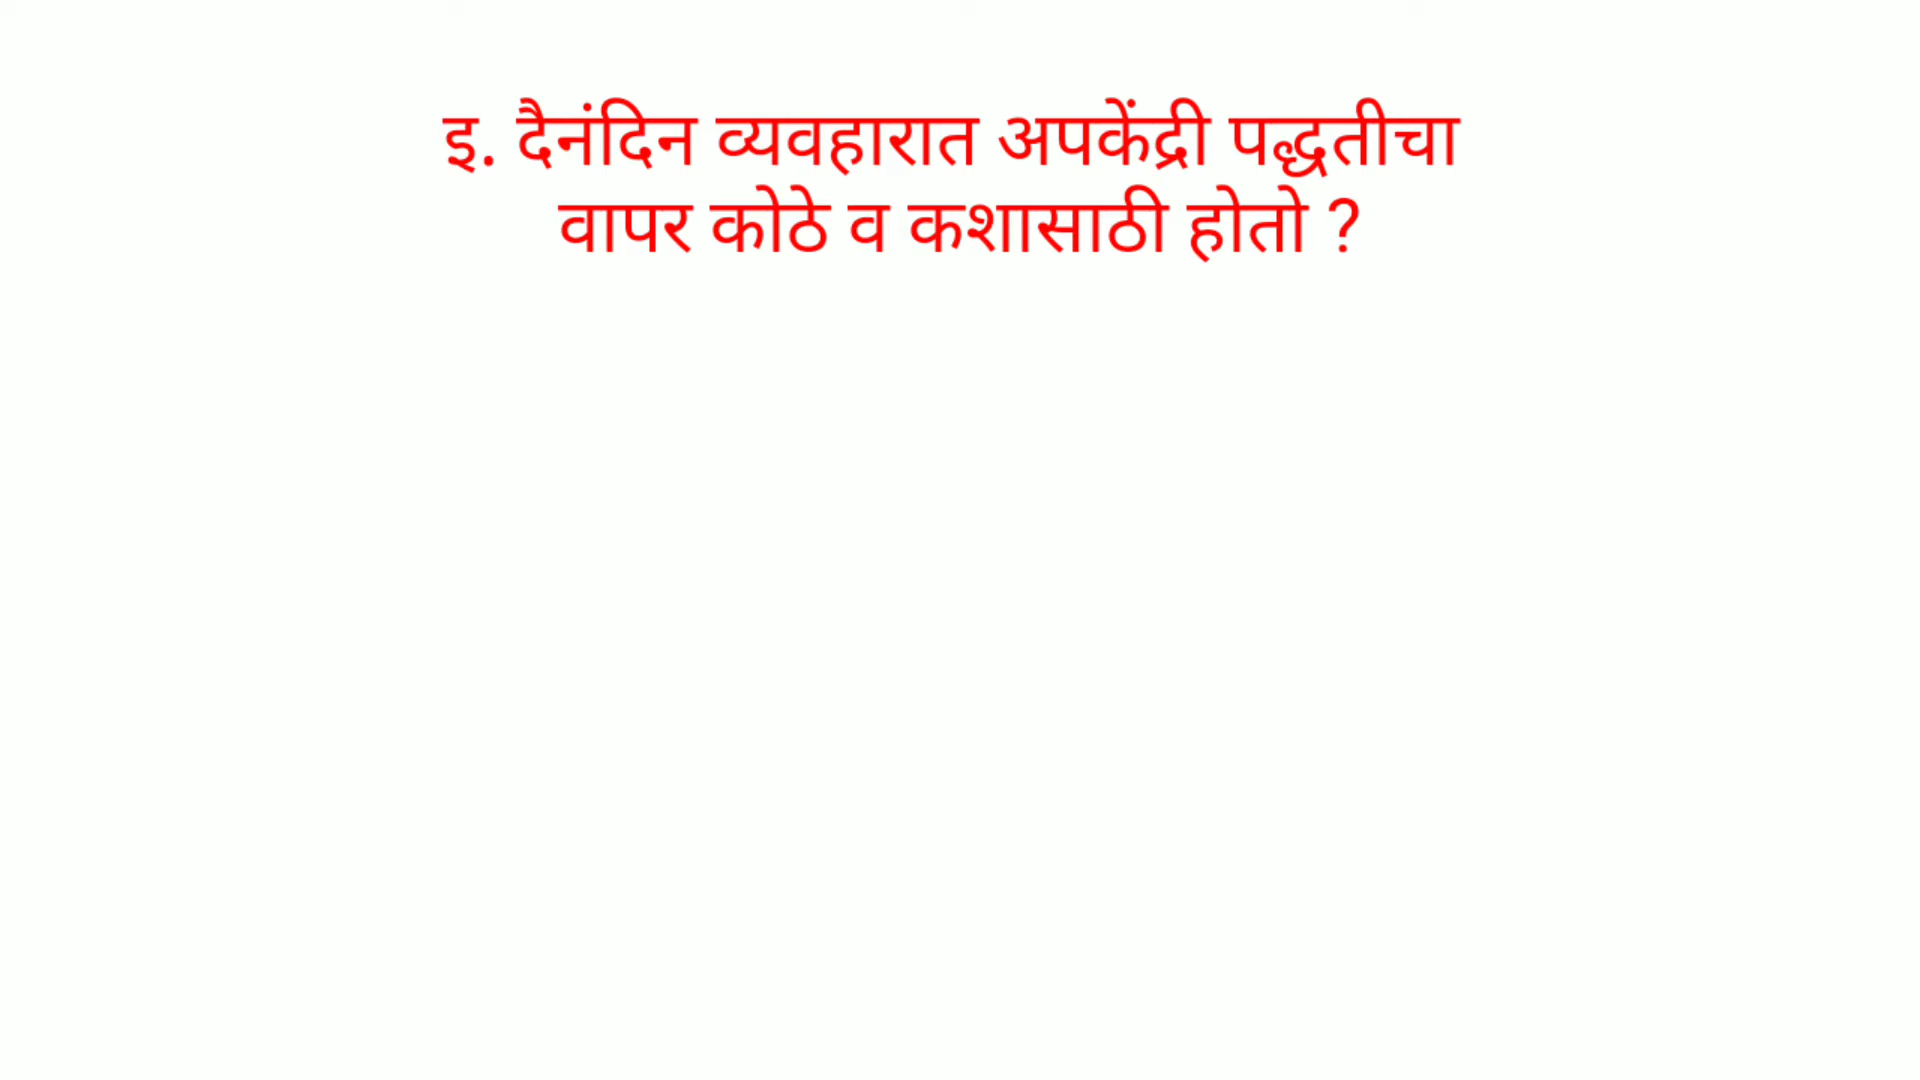 इ. दैनंदिन व्यवहारात अपकेंद्री पद्धतीचा
वापर कोठे व कशासाठी होतो ?